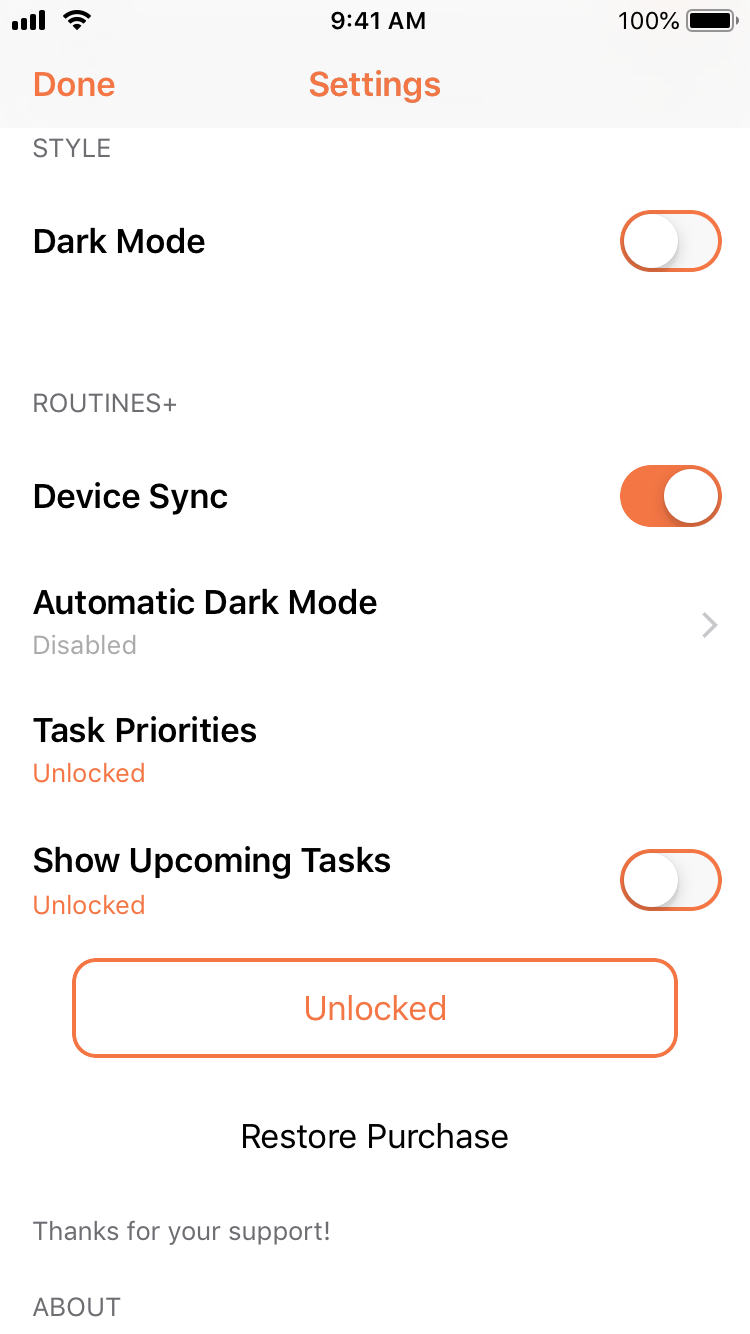 9:41 AM
100%
Done
Settings
STYLE
Dark Mode
ROUTINES+
Device Sync
Automatic Dark Mode
Disabled
Task Priorities
Unlocked
Show Upcoming Tasks
Unlocked
Unlocked
Restore Purchase
Thanks for your support!
ABOUT